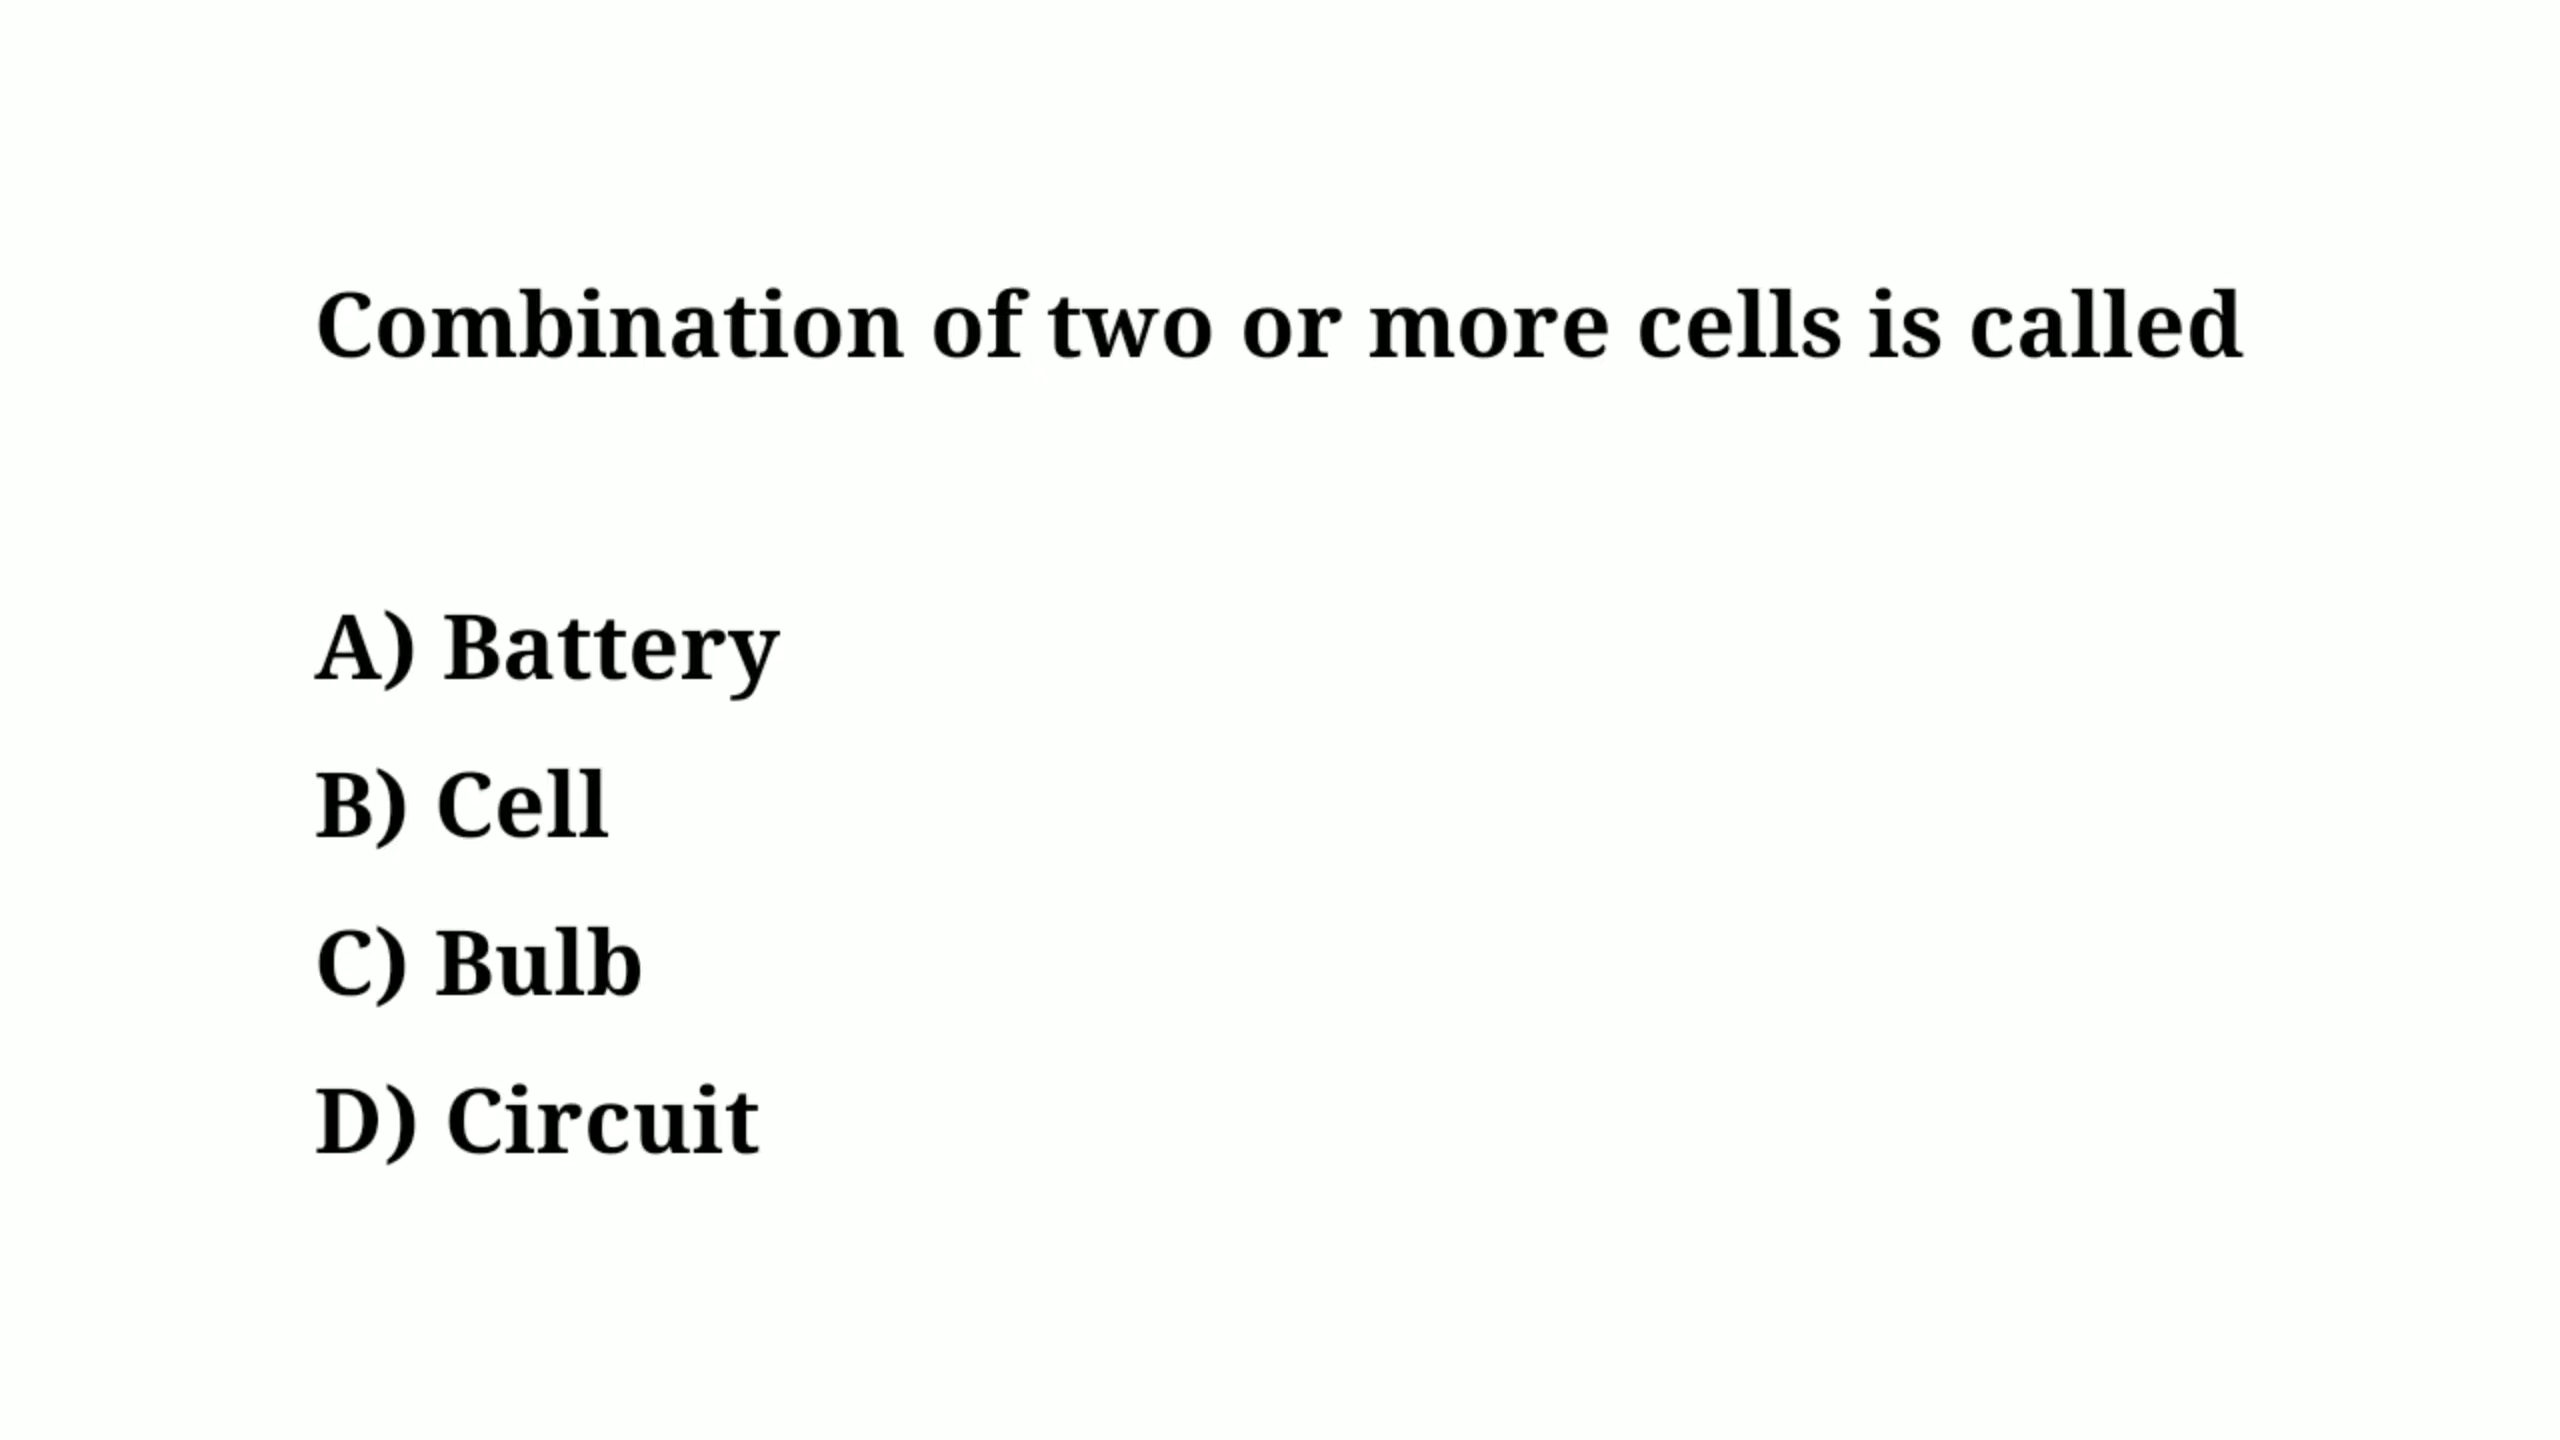 Combination of two or more cells is called
A) Battery
B) Cell
C) Bulb
D) Circuit